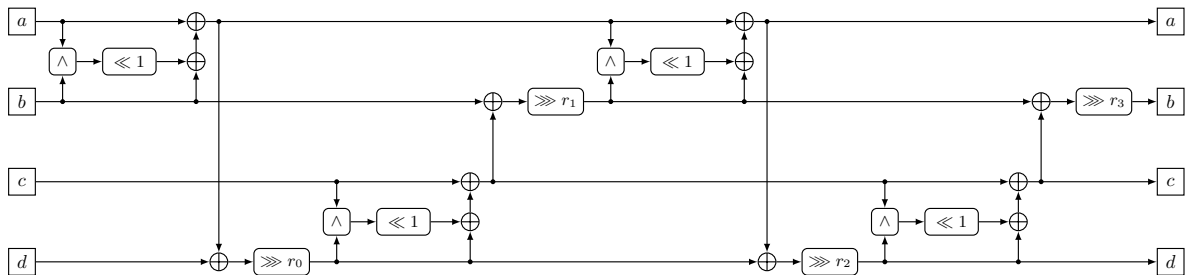 a a
∧ ≪ 1 ∧ ≪ 1
b ⋙ r₁ ⋙ r₃ b
c c
∧ ≪ 1 ∧ ≪ 1
d ⋙ r₀ ⋙ r₂ d